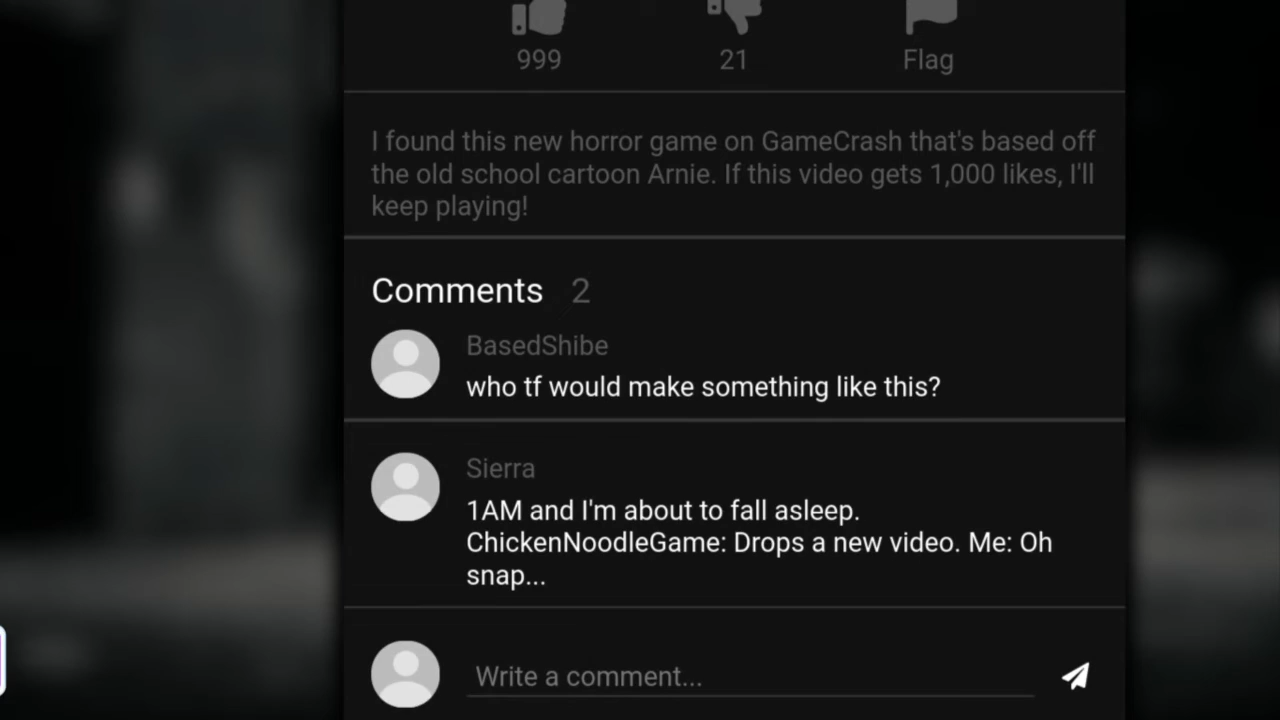 999 21 Flag
I found this new horror game on GameCrash that's based off
the old school cartoon Arnie. If this video gets 1,000 likes, I'll
keep playing!
Comments 2
BasedShibe
who tf would make something like this?
Sierra
1AM and I'm about to fall asleep.
ChickenNoodleGame: Drops a new video. Me: Oh
snap...
Write a comment...